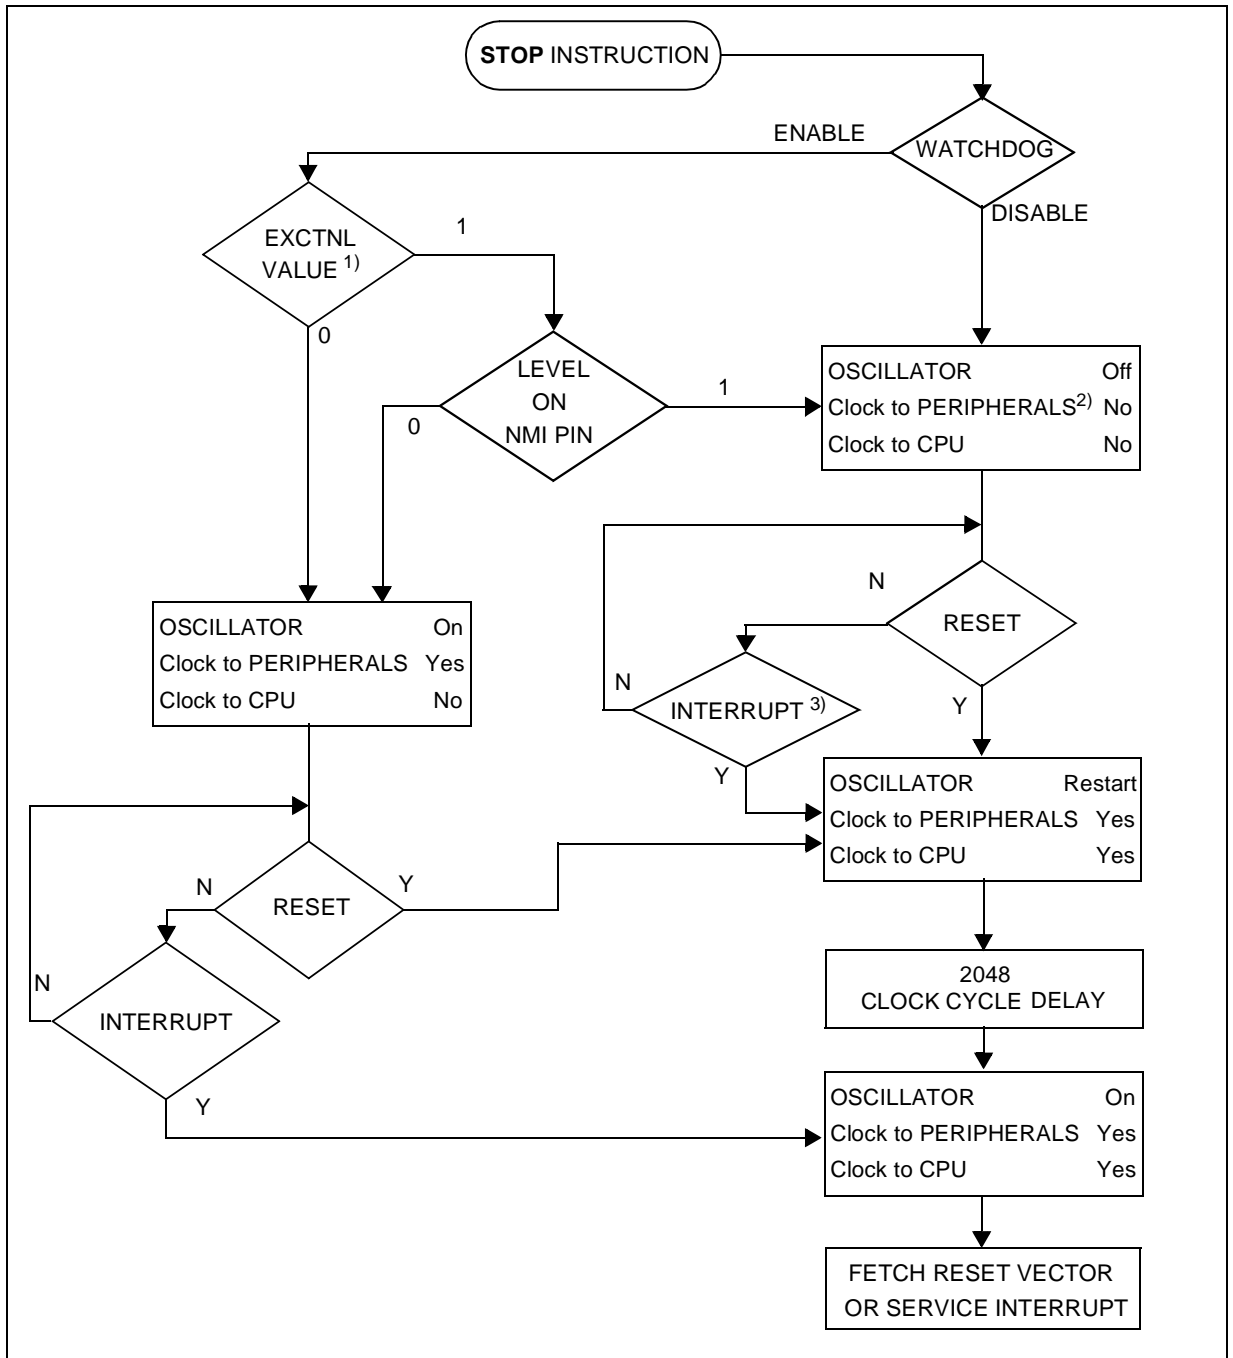 STOP INSTRUCTION
ENABLE
WATCHDOG
DISABLE
EXCTNL
VALUE 1)
1
0
LEVEL
ON
NMI PIN
1
0
OSCILLATOR Off
Clock to PERIPHERALS2) No
Clock to CPU No
N
RESET
Y
OSCILLATOR On
Clock to PERIPHERALS Yes
Clock to CPU No
N
INTERRUPT 3)
Y
OSCILLATOR Restart
Clock to PERIPHERALS Yes
Clock to CPU Yes
N
RESET
Y
2048
CLOCK CYCLE DELAY
N
INTERRUPT
Y
OSCILLATOR On
Clock to PERIPHERALS Yes
Clock to CPU Yes
FETCH RESET VECTOR
OR SERVICE INTERRUPT